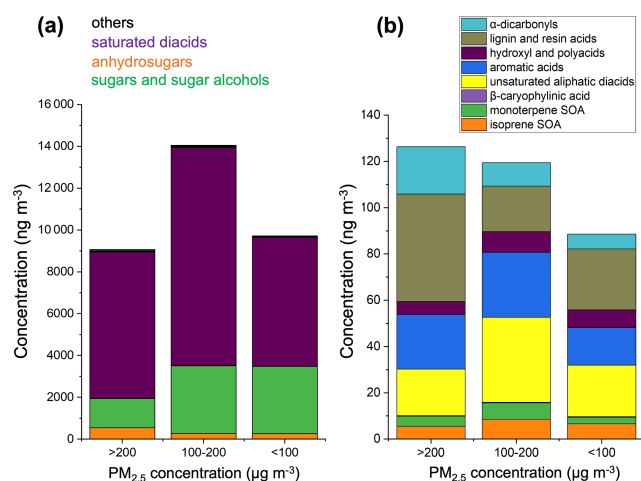 (a)
others
saturated diacids
anhydrosugars
sugars and sugar alcohols
16 000
14 000
12 000
10 000
8000
6000
4000
2000
0
Concentration (ng m⁻³)
>200
100-200
<100
PM₂.₅ concentration (µg m⁻³)
(b)
α-dicarbonyls
lignin and resin acids
hydroxyl and polyacids
aromatic acids
unsaturated aliphatic diacids
β-caryophylinic acid
monoterpene SOA
isoprene SOA
140
120
100
80
60
40
20
0
Concentration (ng m⁻³)
>200
100-200
<100
PM₂.₅ concentration (µg m⁻³)